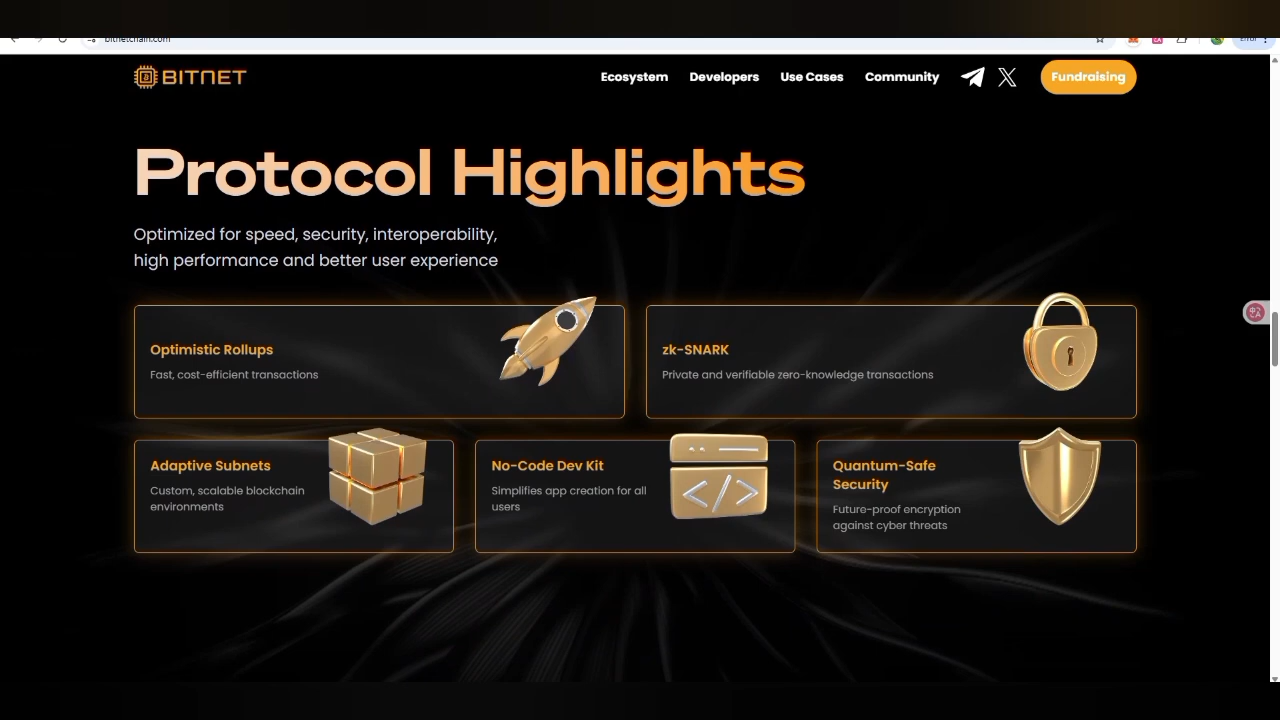 bitnetchain.com
Error
BITNET
Ecosystem Developers Use Cases Community Fundraising
Protocol Highlights
Optimized for speed, security, interoperability,
high performance and better user experience
Optimistic Rollups
Fast, cost-efficient transactions
zk-SNARK
Private and verifiable zero-knowledge transactions
Adaptive Subnets
Custom, scalable blockchain
environments
No-Code Dev Kit
Simplifies app creation for all
users
Quantum-Safe
Security
Future-proof encryption
against cyber threats